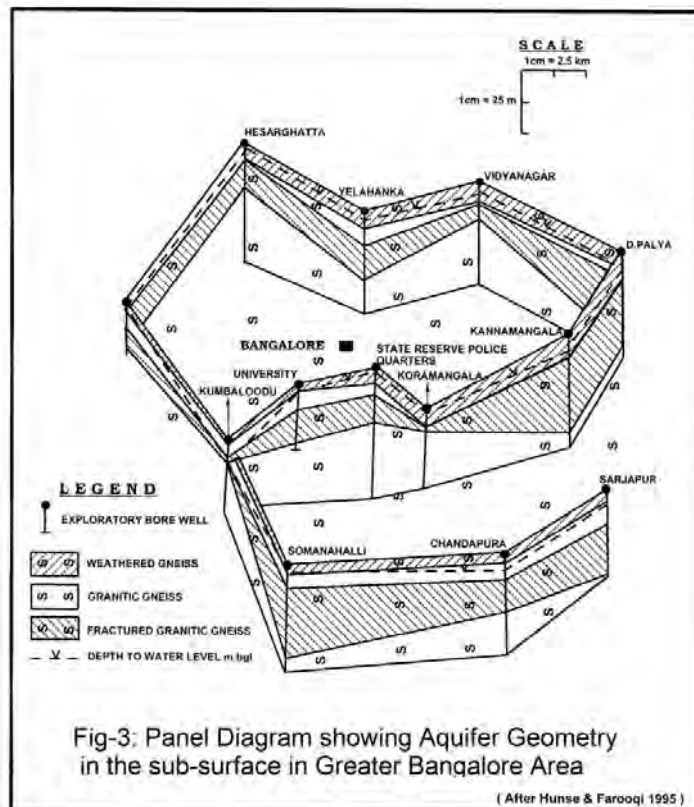 SCALE
1cm = 2.5 km
1cm = 25 m
HESARGHATTA
YELAHANKA
VIDYANAGAR
D.PALYA
KANNAMANGALA
BANGALORE
STATE RESERVE POLICE
QUARTERS
UNIVERSITY
KORAMANGALA
KUMBALOODU
SARJAPUR
LEGEND
EXPLORATORY BORE WELL
SOMANAHALLI
CHANDAPURA
WEATHERED GNEISS
GRANITIC GNEISS
FRACTURED GRANITIC GNEISS
DEPTH TO WATER LEVEL m.bgl
Fig-3: Panel Diagram showing Aquifer Geometry
in the sub-surface in Greater Bangalore Area
( After Hunse & Farooqi 1995 )